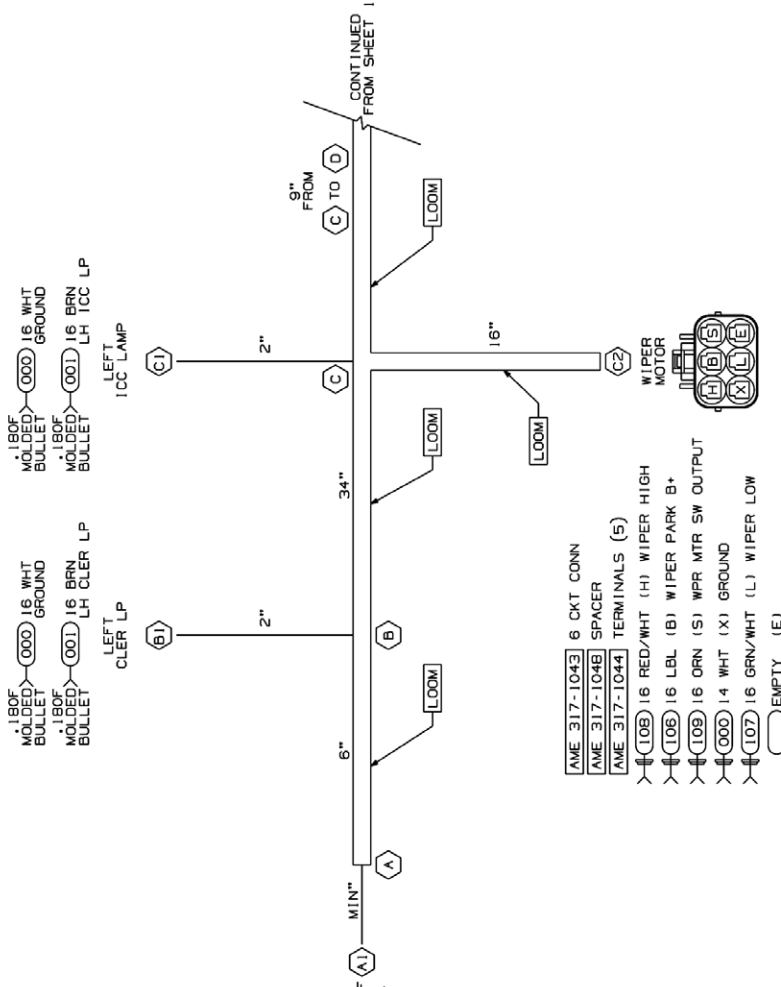 .180F
MOLDED
BULLET
000 16 WHT
GROUND
.180F
MOLDED
BULLET
001 16 BRN
LH CLER LP
LEFT
CLER LP
B1
2"
.180F
MOLDED
BULLET
000 16 WHT
GROUND
.180F
MOLDED
BULLET
001 16 BRN
LH ICC LP
LEFT
ICC LAMP
C1
2"
9"
FROM
C TO D
CONTINUED
FROM SHEET 1
A1
MIN"
A
6"
B
34"
C
LOOM
LOOM
LOOM
LOOM
16"
C2
WIPER
MOTOR
H B S
X L E
AME 317-1043 6 CKT CONN
AME 317-1048 SPACER
AME 317-1044 TERMINALS (5)
108 16 RED/WHT (H) WIPER HIGH
106 16 LBL (B) WIPER PARK B+
109 16 ORN (S) WPR MTR SW OUTPUT
000 14 WHT (X) GROUND
107 16 GRN/WHT (L) WIPER LOW
EMPTY (E)